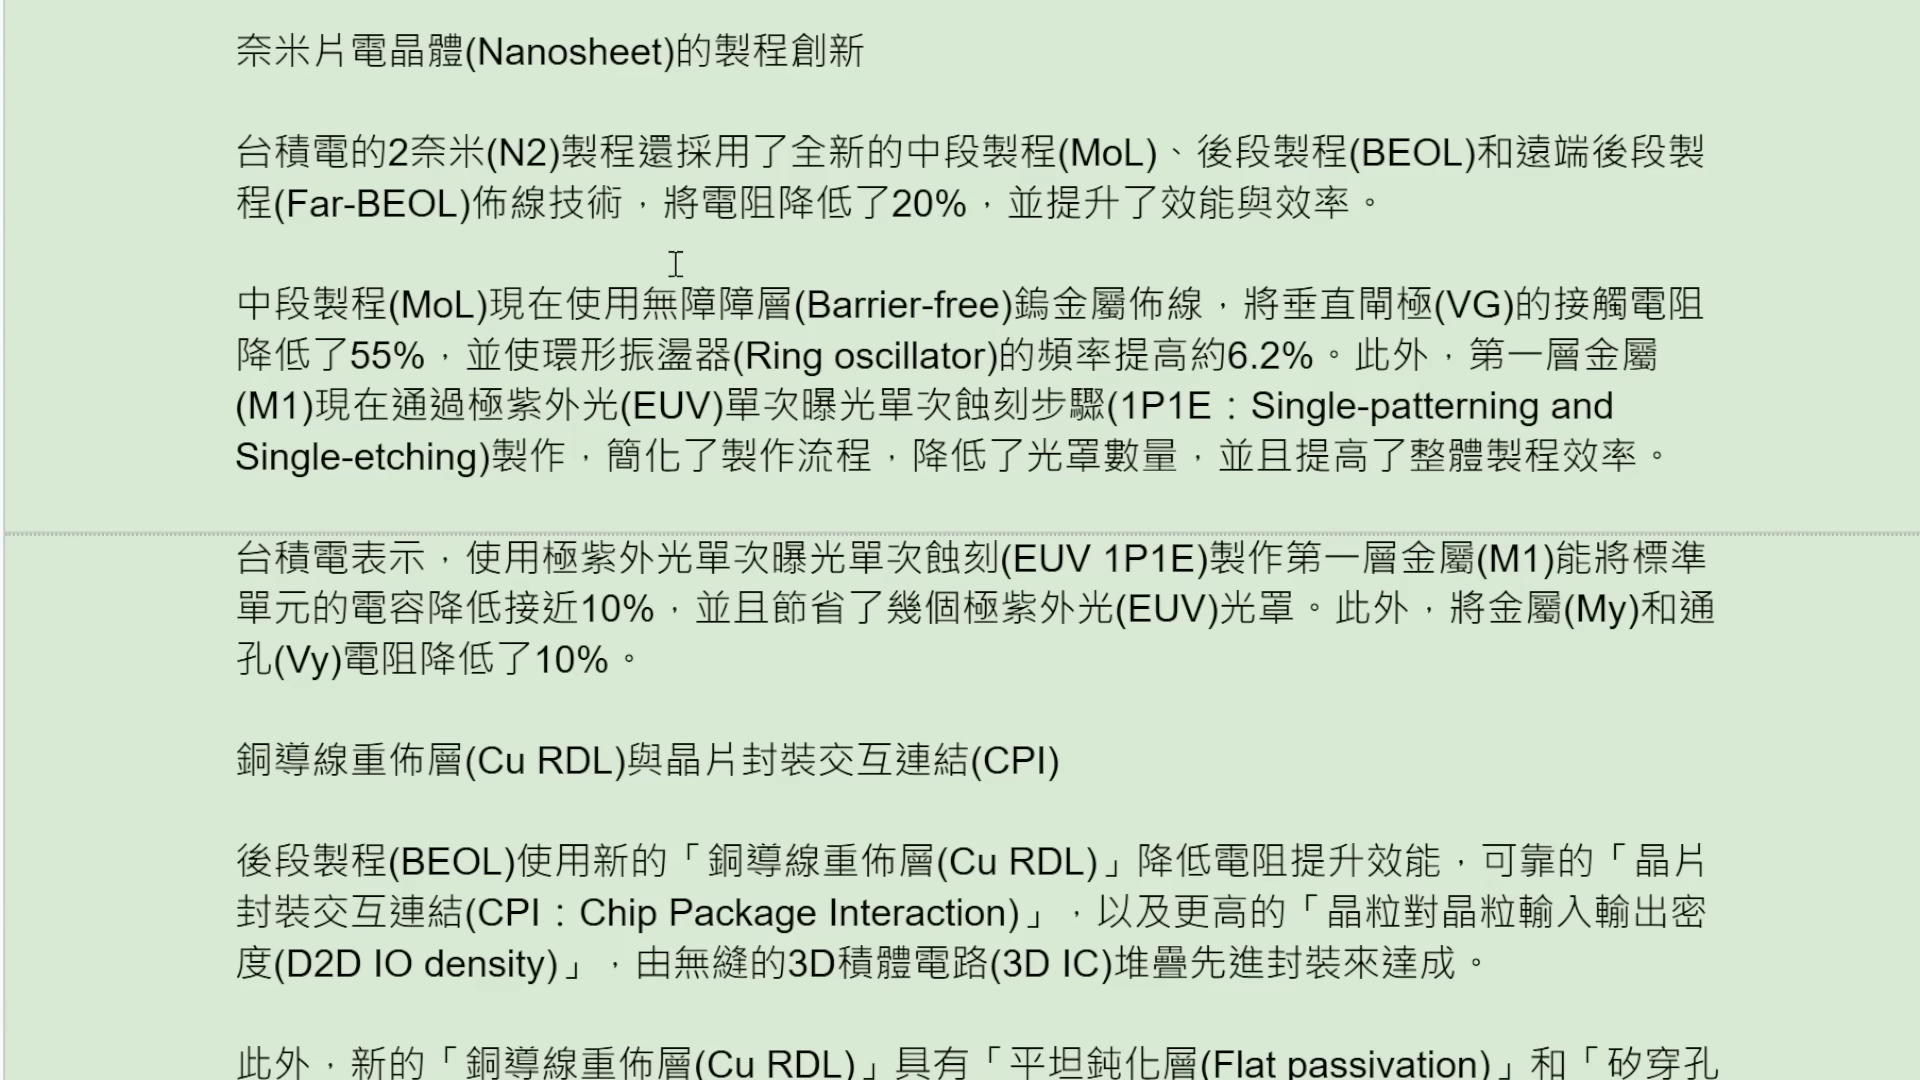 奈米片電晶體(Nanosheet)的製程創新
台積電的2奈米(N2)製程還採用了全新的中段製程(MoL)、後段製程(BEOL)和遠端後段製
程(Far-BEOL)佈線技術，將電阻降低了20%，並提升了效能與效率。
中段製程(MoL)現在使用無障障層(Barrier-free)鎢金屬佈線，將垂直閘極(VG)的接觸電阻
降低了55%，並使環形振盪器(Ring oscillator)的頻率提高約6.2%。此外，第一層金屬
(M1)現在通過極紫外光(EUV)單次曝光單次蝕刻步驟(1P1E：Single-patterning and
Single-etching)製作，簡化了製作流程，降低了光罩數量，並且提高了整體製程效率。
台積電表示，使用極紫外光單次曝光單次蝕刻(EUV 1P1E)製作第一層金屬(M1)能將標準
單元的電容降低接近10%，並且節省了幾個極紫外光(EUV)光罩。此外，將金屬(My)和通
孔(Vy)電阻降低了10%。
銅導線重佈層(Cu RDL)與晶片封裝交互連結(CPI)
後段製程(BEOL)使用新的「銅導線重佈層(Cu RDL)」降低電阻提升效能，可靠的「晶片
封裝交互連結(CPI：Chip Package Interaction)」，以及更高的「晶粒對晶粒輸入輸出密
度(D2D IO density)」，由無縫的3D積體電路(3D IC)堆疊先進封裝來達成。
此外，新的「銅導線重佈層(Cu RDL)」具有「平坦鈍化層(Flat passivation)」和「矽穿孔